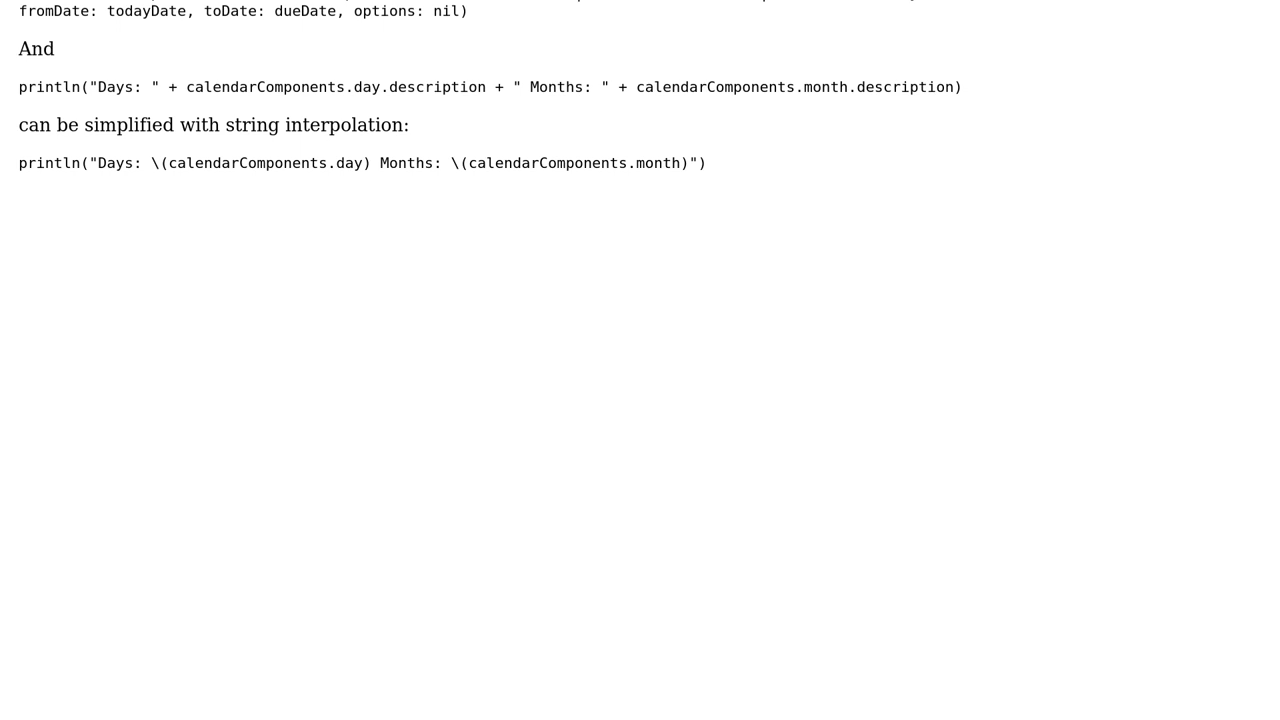 fromDate: todayDate, toDate: dueDate, options: nil)
And
println("Days: " + calendarComponents.day.description + " Months: " + calendarComponents.month.description)
can be simplified with string interpolation:
println("Days: \(calendarComponents.day) Months: \(calendarComponents.month)")